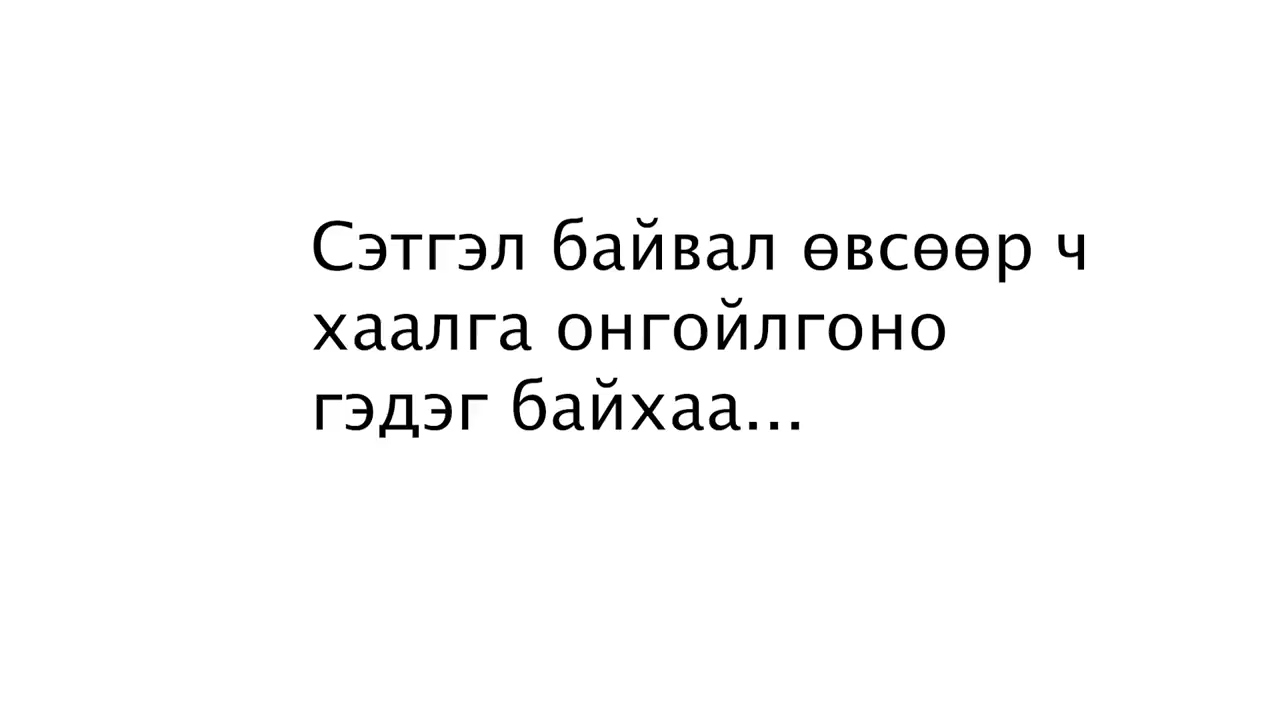 Сэтгэл байвал өвсөөр ч
хаалга онгойлгоно
гэдэг байхаа...